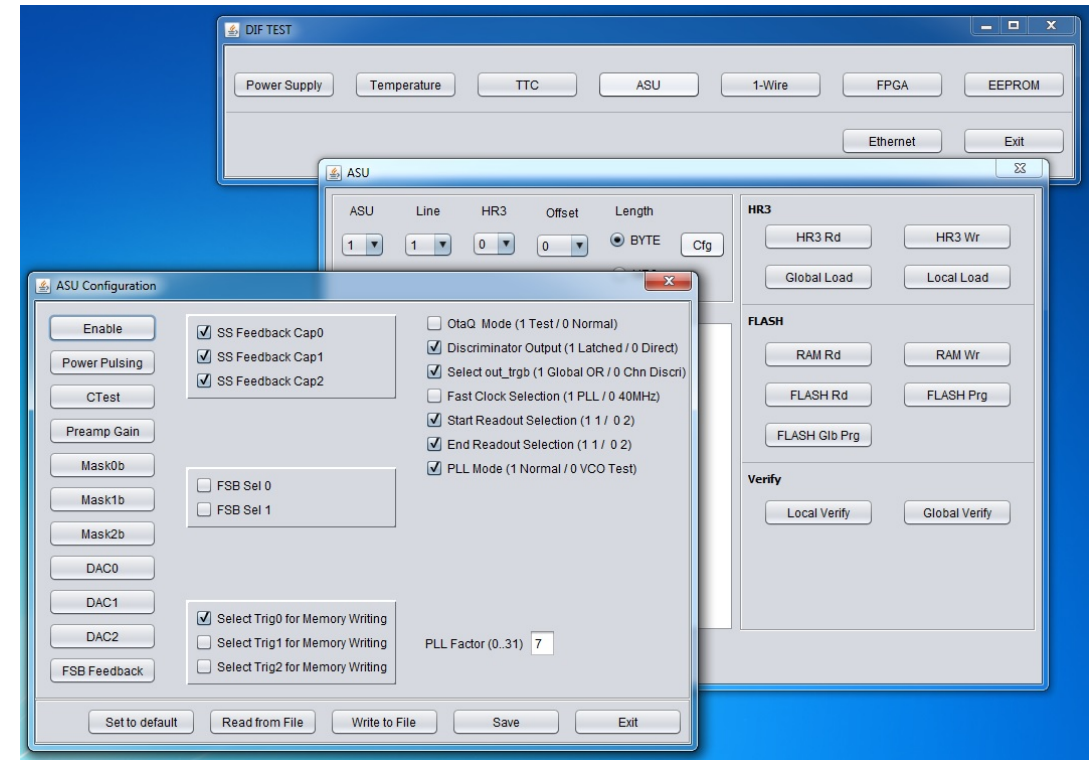 DIF TEST
Power Supply Temperature TTC ASU 1-Wire FPGA EEPROM
Ethernet Exit
ASU
ASU Line HR3 Offset Length
1 1 0 0 BYTE Cfg
HR3
HR3 Rd HR3 Wr
Global Load Local Load
FLASH
RAM Rd RAM Wr
FLASH Rd FLASH Prg
FLASH Glb Prg
Verify
Local Verify Global Verify
ASU Configuration
Enable
Power Pulsing
CTest
Preamp Gain
Mask0b
Mask1b
Mask2b
DAC0
DAC1
DAC2
FSB Feedback
SS Feedback Cap0
SS Feedback Cap1
SS Feedback Cap2
FSB Sel 0
FSB Sel 1
Select Trig0 for Memory Writing
Select Trig1 for Memory Writing
Select Trig2 for Memory Writing
OtaQ Mode (1 Test / 0 Normal)
Discriminator Output (1 Latched / 0 Direct)
Select out_trgb (1 Global OR / 0 Chn Discri)
Fast Clock Selection (1 PLL / 0 40MHz)
Start Readout Selection (1 1 / 0 2)
End Readout Selection (1 1 / 0 2)
PLL Mode (1 Normal / 0 VCO Test)
PLL Factor (0..31) 7
Set to default Read from File Write to File Save Exit